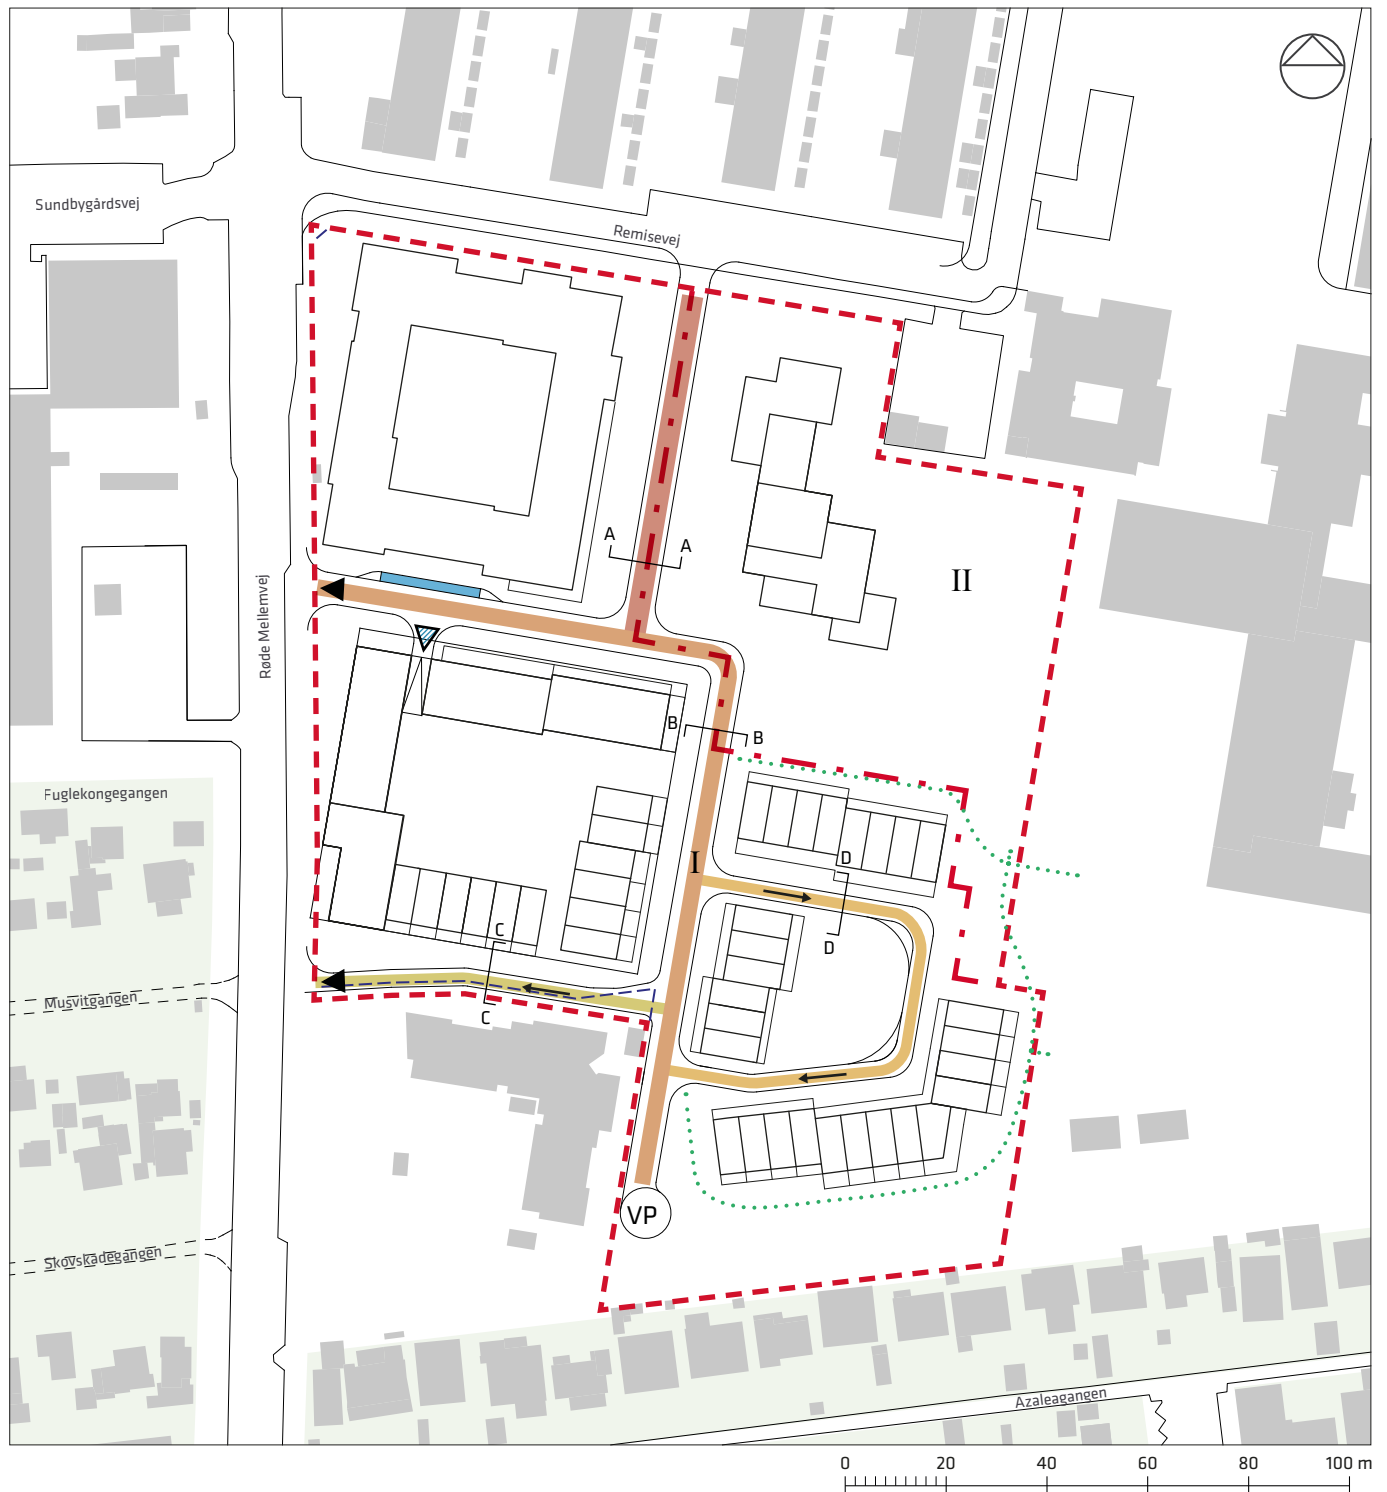 Sundbygårdsvej
Remisevej
A
A
II
Røde Mellemvej
B
B
Fuglekongegangen
I
D
D
C
C
Musvitgangen
VP
Skovskadegangen
Azaleagangen
0 20 40 60 80 100 m